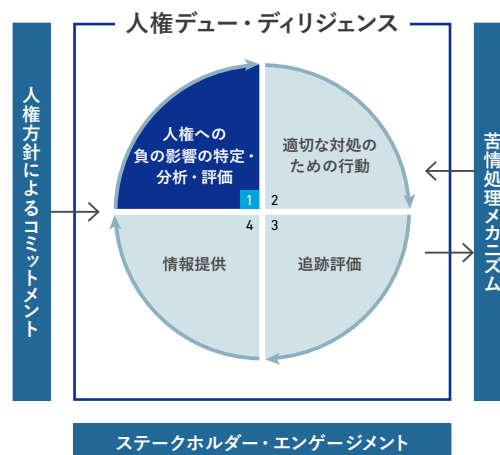 人権デュー・ディリジェンス
人権方針によるコミットメント
人権への
負の影響の特定・
分析・評価
1
適切な対処の
ための行動
2
4
情報提供
3
追跡評価
苦情処理メカニズム
ステークホルダー・エンゲージメント